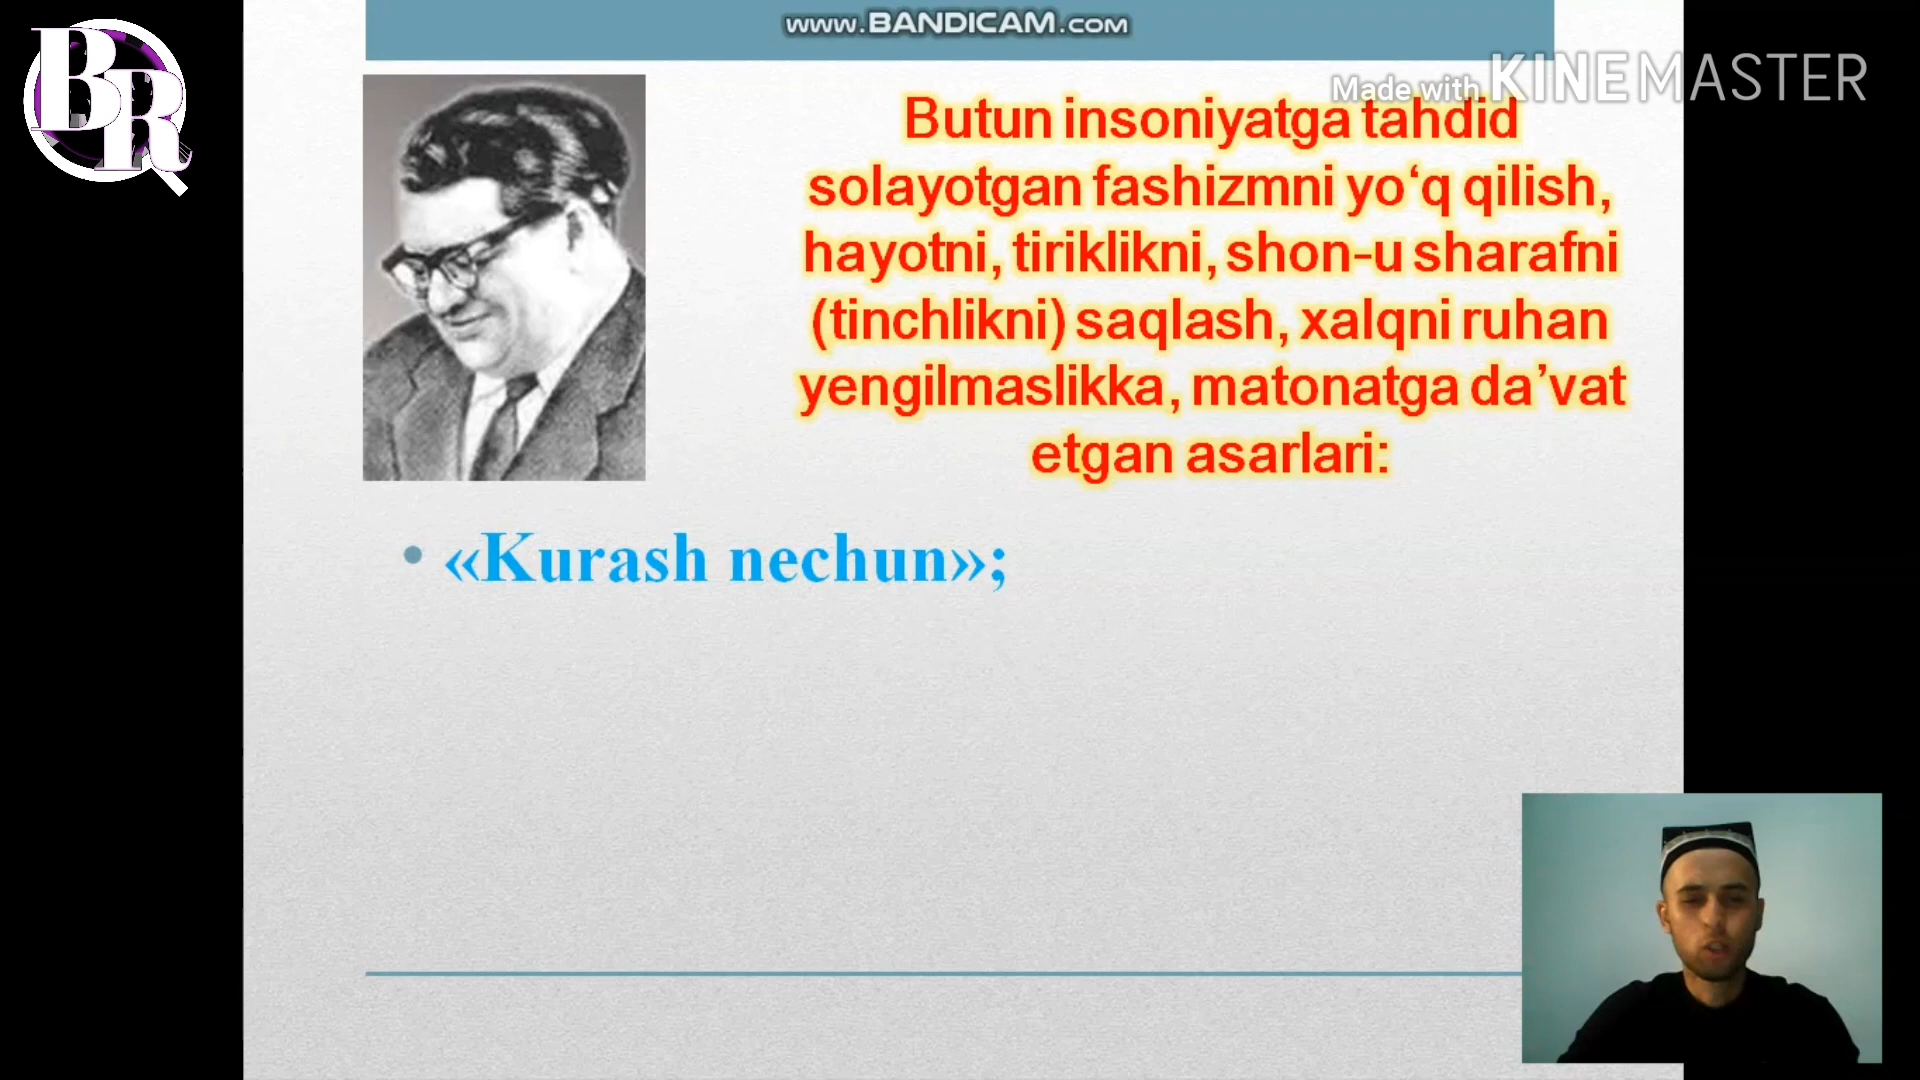 www.BANDICAM.com
BR
Made with KINEMASTER
Butun insoniyatga tahdid
solayotgan fashizmni yo‘q qilish,
hayotni, tiriklikni, shon-u sharafni
(tinchlikni) saqlash, xalqni ruhan
yengilmaslikka, matonatga da’vat
etgan asarlari:
• «Kurash nechun»;